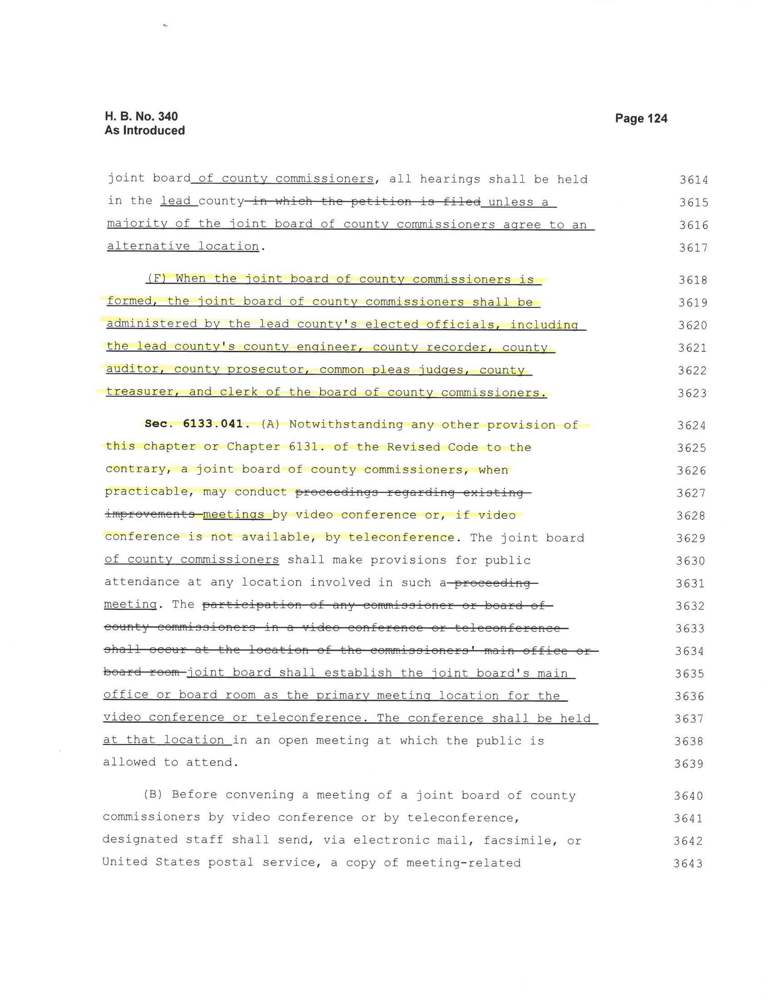 H. B. No. 340
Page 124
As Introduced
joint board of county commissioners, all hearings shall be held 3614
in the lead county in which the petition is filed unless a 3615
majority of the joint board of county commissioners agree to an 3616
alternative location. 3617
(F) When the joint board of county commissioners is 3618
formed, the joint board of county commissioners shall be 3619
administered by the lead county's elected officials, including 3620
the lead county's county engineer, county recorder, county 3621
auditor, county prosecutor, common pleas judges, county 3622
treasurer, and clerk of the board of county commissioners. 3623
Sec. 6133.041. (A) Notwithstanding any other provision of 3624
this chapter or Chapter 6131. of the Revised Code to the 3625
contrary, a joint board of county commissioners, when 3626
practicable, may conduct proceedings regarding existing 3627
improvements meetings by video conference or, if video 3628
conference is not available, by teleconference. The joint board 3629
of county commissioners shall make provisions for public 3630
attendance at any location involved in such a proceeding 3631
meeting. The participation of any commissioner or board of 3632
county commissioners in a video conference or teleconference 3633
shall occur at the location of the commissioners' main office or 3634
board room joint board shall establish the joint board's main 3635
office or board room as the primary meeting location for the 3636
video conference or teleconference. The conference shall be held 3637
at that location in an open meeting at which the public is 3638
allowed to attend. 3639
(B) Before convening a meeting of a joint board of county 3640
commissioners by video conference or by teleconference, 3641
designated staff shall send, via electronic mail, facsimile, or 3642
United States postal service, a copy of meeting-related 3643